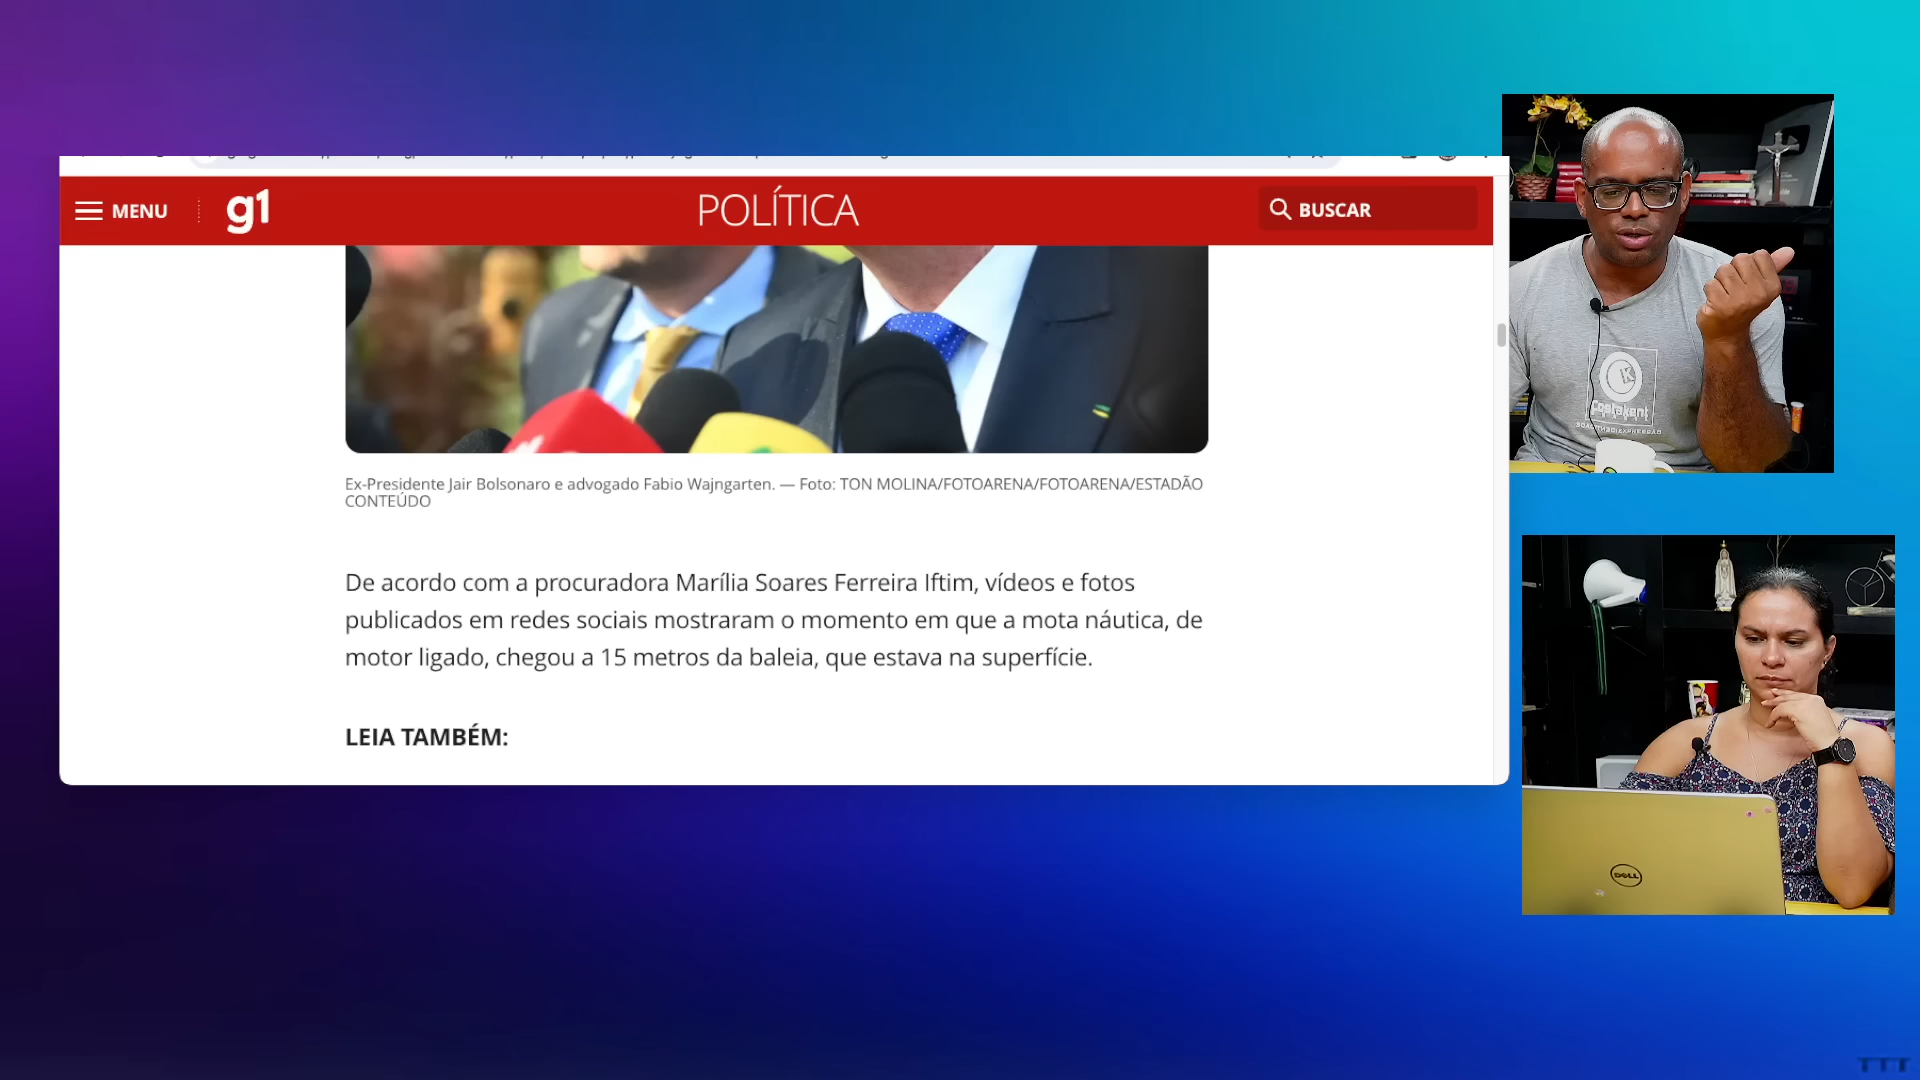 MENU
g1
POLÍTICA
BUSCAR
Ex-Presidente Jair Bolsonaro e advogado Fabio Wajngarten. — Foto: TON MOLINA/FOTOARENA/FOTOARENA/ESTADÃO
CONTEÚDO
De acordo com a procuradora Marília Soares Ferreira Iftim, vídeos e fotos
publicados em redes sociais mostraram o momento em que a mota náutica, de
motor ligado, chegou a 15 metros da baleia, que estava na superfície.
LEIA TAMBÉM:
K
DELL
TTT